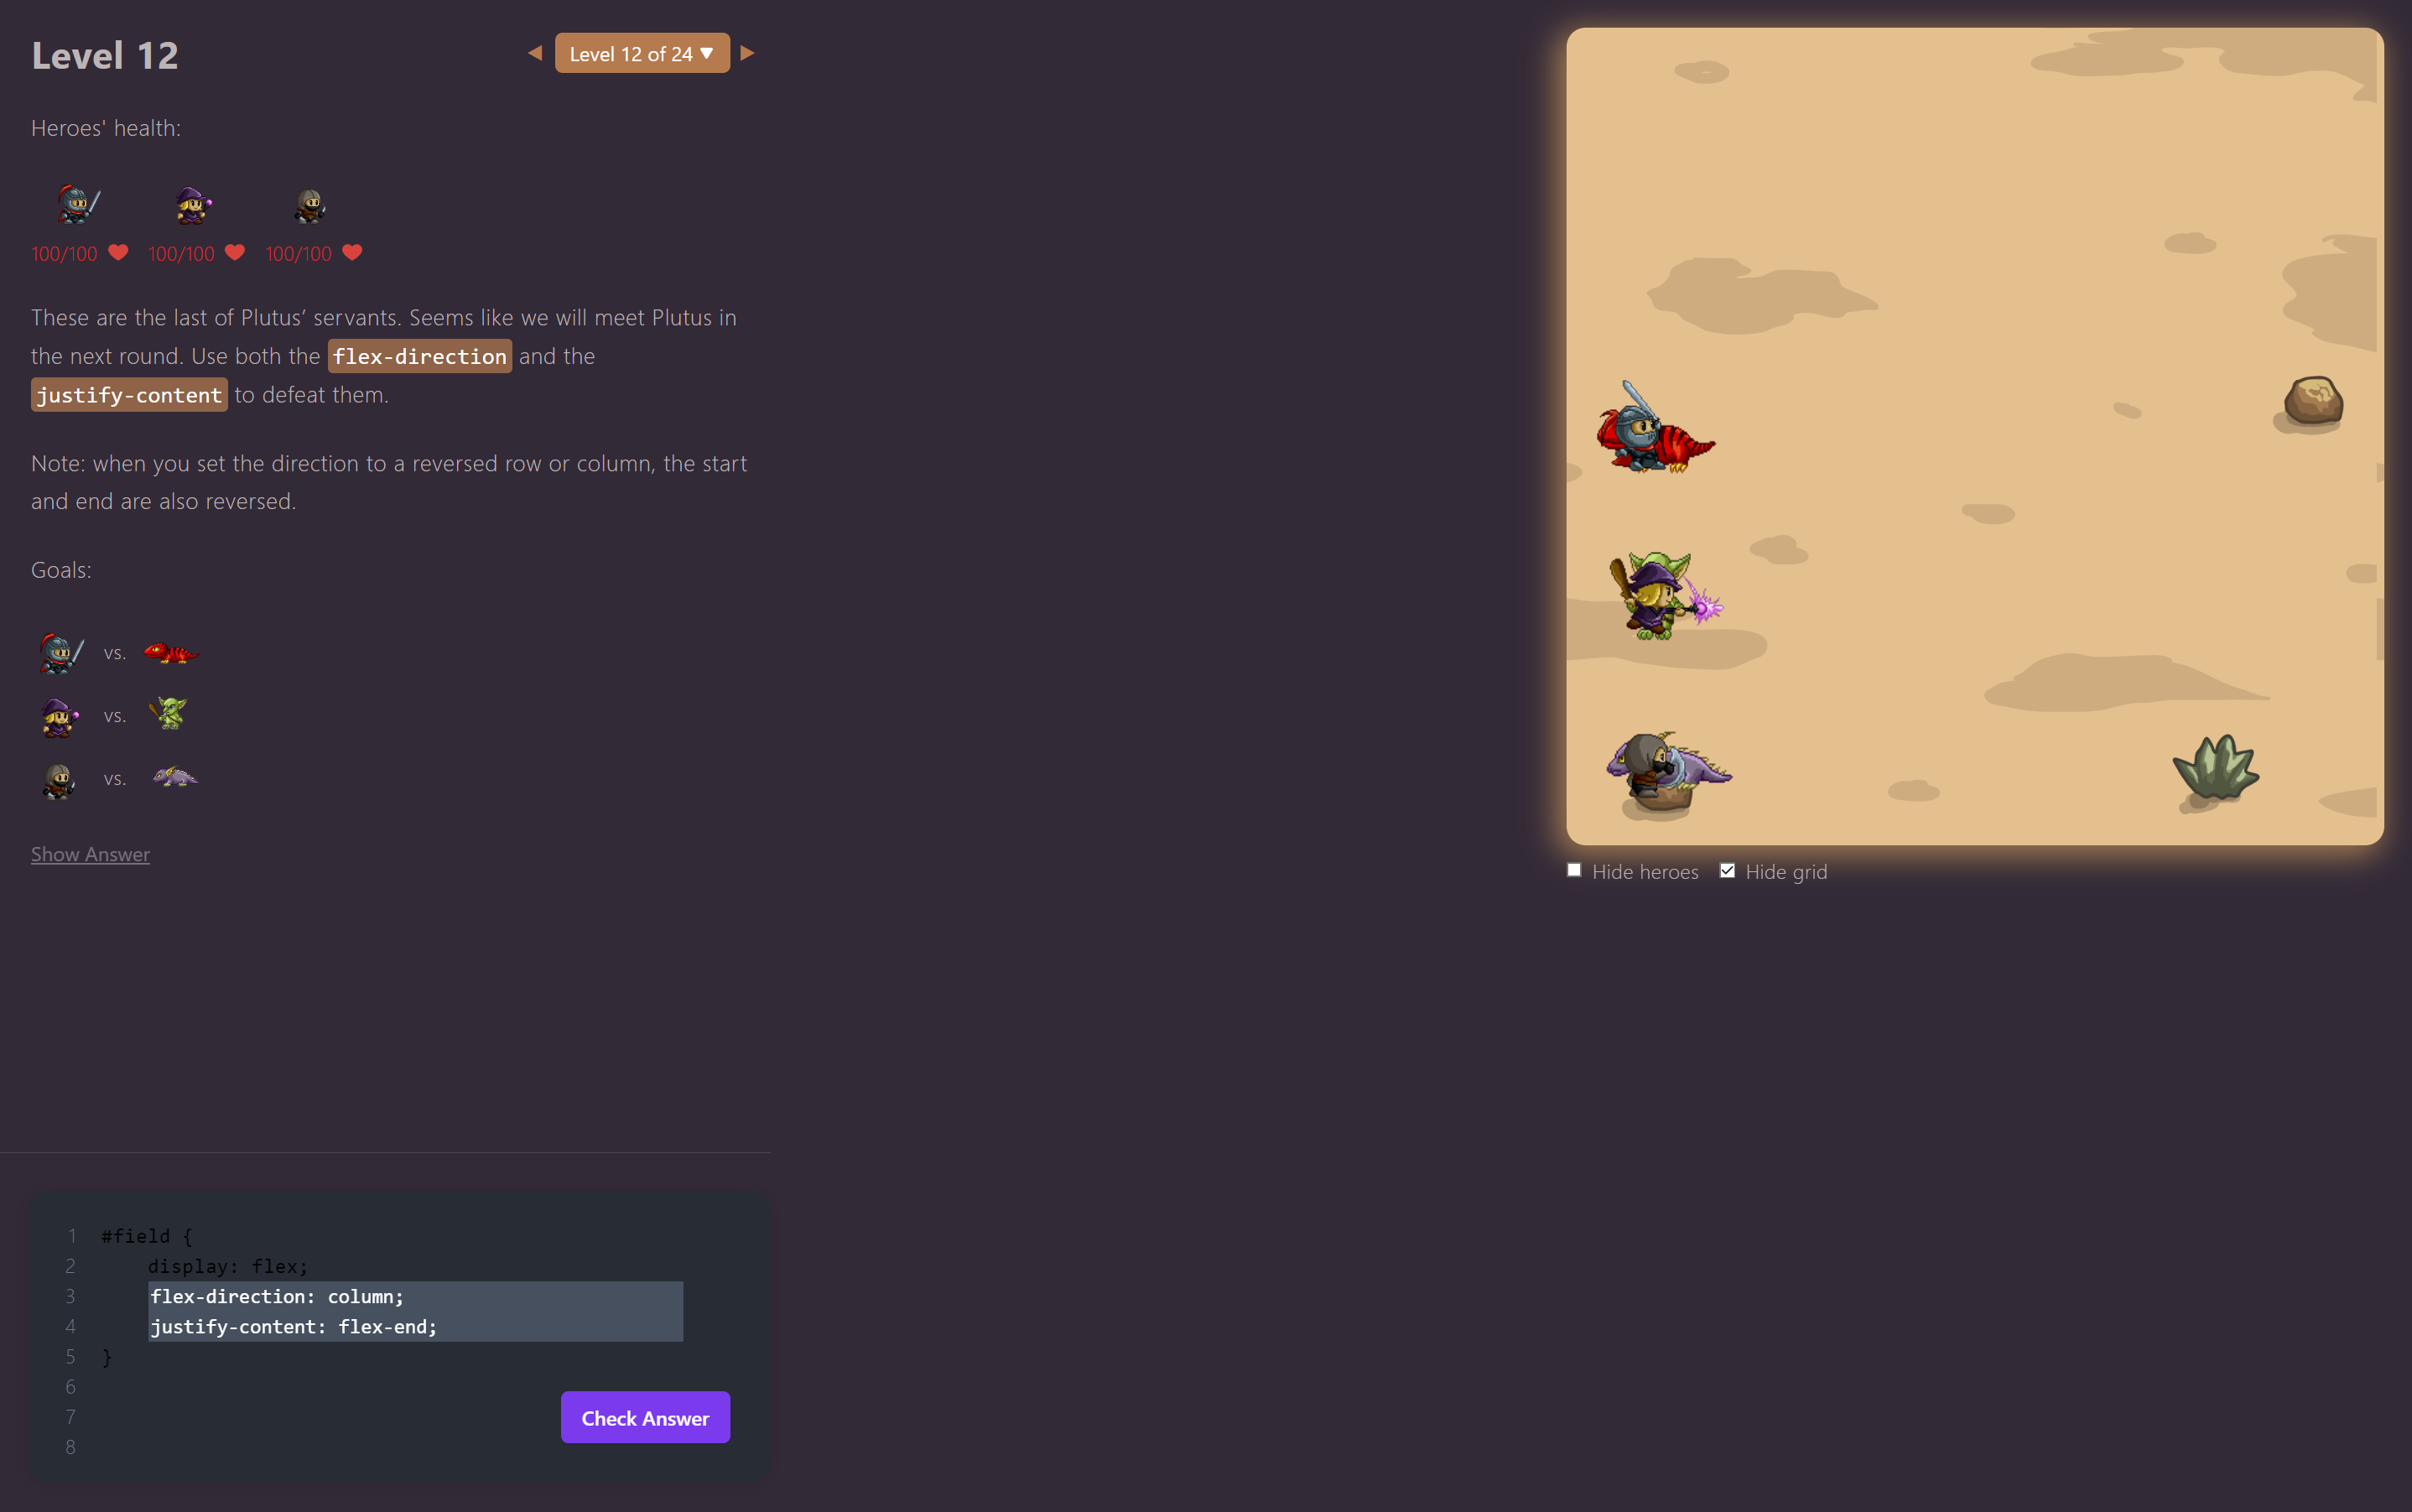 Level 12
Level 12 of 24
Heroes' health:
100/100 100/100 100/100
These are the last of Plutus’ servants. Seems like we will meet Plutus in
the next round. Use both the flex-direction and the
justify-content to defeat them.
Note: when you set the direction to a reversed row or column, the start
and end are also reversed.
Goals:
vs.
vs.
vs.
Show Answer
Hide heroes Hide grid
1 #field {
2 display: flex;
3 flex-direction: column;
4 justify-content: flex-end;
5 }
6
7
8
Check Answer